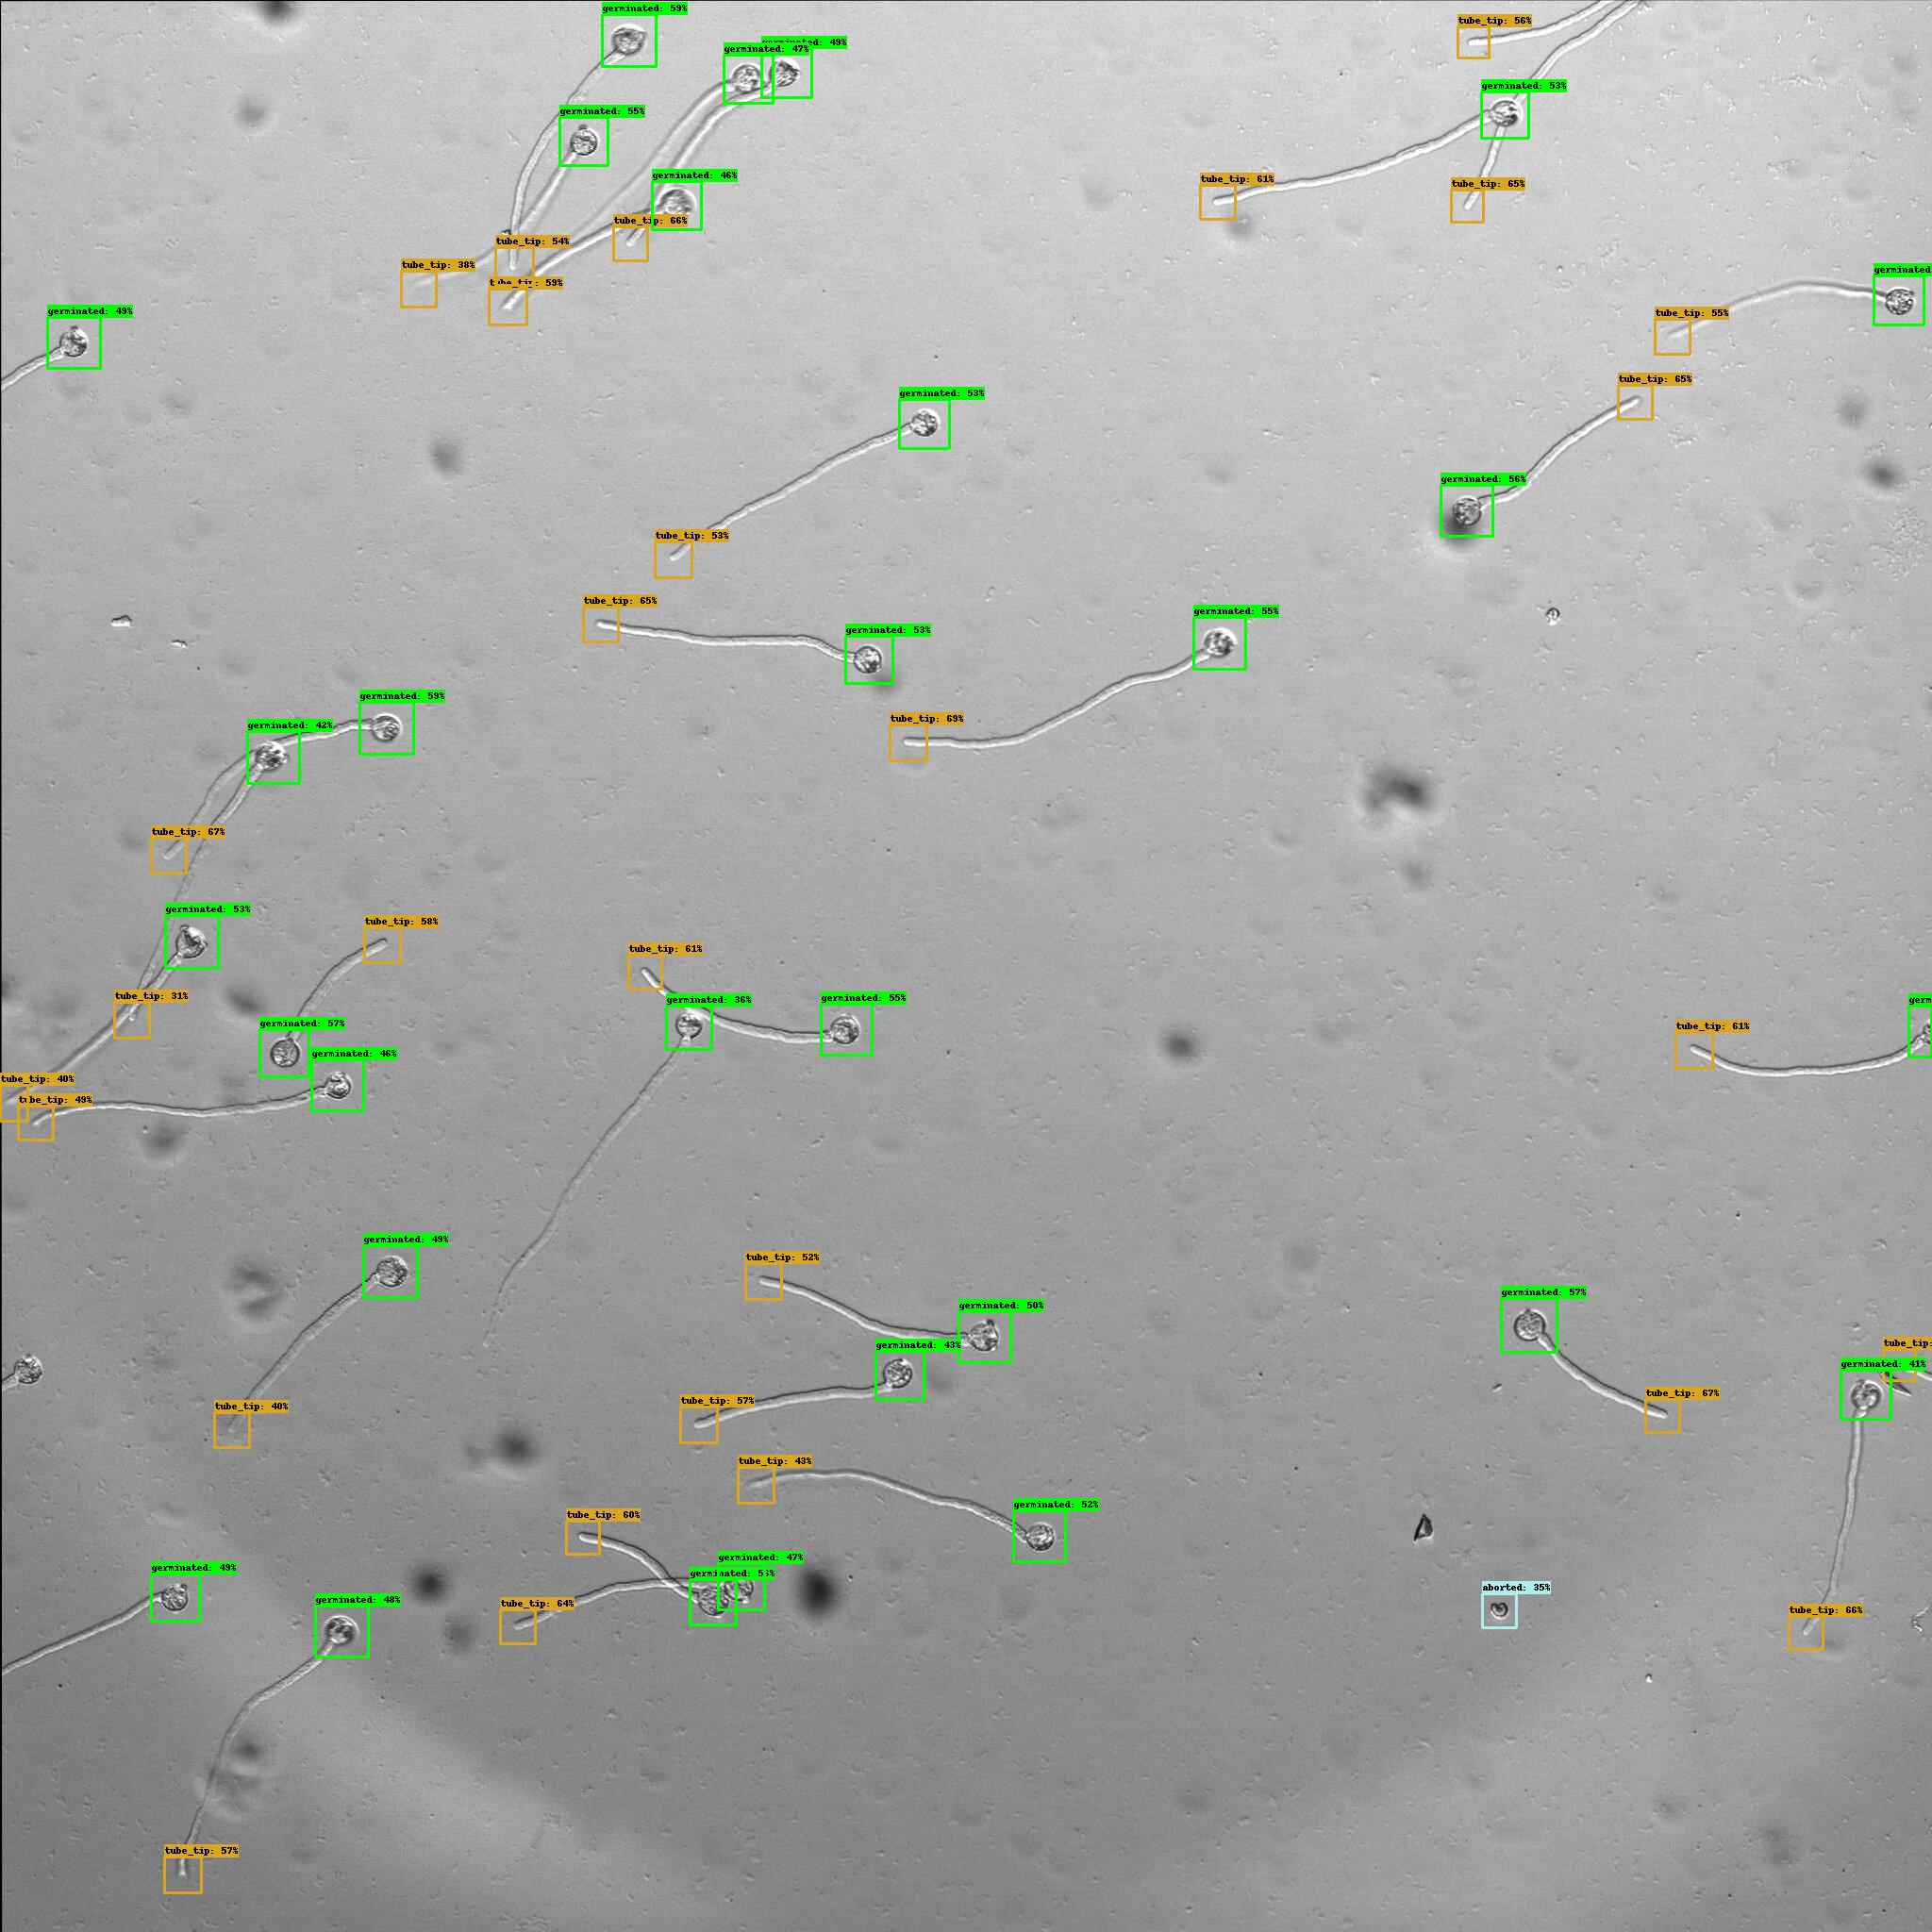 germinated: 59%
tube_tip: 56%
germinated: 49%
germinated: 47%
germinated: 53%
germinated: 55%
germinated: 46%
tube_tip: 61%
tube_tip: 65%
tube_tip: 66%
tube_tip: 54%
tube_tip: 38%
germinated
tube_tip: 59%
germinated: 49%
tube_tip: 55%
tube_tip: 65%
germinated: 53%
germinated: 56%
tube_tip: 53%
tube_tip: 65%
germinated: 55%
germinated: 53%
germinated: 59%
tube_tip: 69%
germinated: 42%
tube_tip: 67%
germinated: 53%
tube_tip: 58%
tube_tip: 61%
tube_tip: 31%
germinated: 36%
germinated: 55%
germ
germinated: 57%
tube_tip: 61%
germinated: 46%
tube_tip: 40%
tube_tip: 49%
germinated: 49%
tube_tip: 52%
germinated: 57%
germinated: 50%
germinated: 43%
tube_tip:
germinated: 41%
tube_tip: 67%
tube_tip: 57%
tube_tip: 40%
tube_tip: 43%
germinated: 52%
tube_tip: 60%
germinated: 47%
germinated: 49%
germinated:
aborted: 35%
germinated: 48%
tube_tip: 64%
tube_tip: 66%
tube_tip: 57%